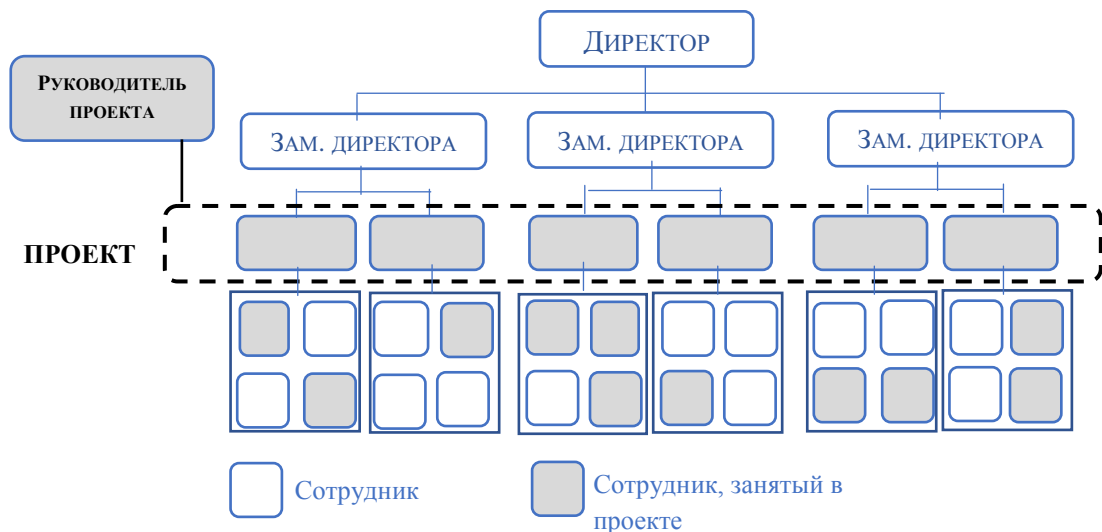 ДИРЕКТОР
РУКОВОДИТЕЛЬ
ПРОЕКТА
ЗАМ. ДИРЕКТОРА
ЗАМ. ДИРЕКТОРА
ЗАМ. ДИРЕКТОРА
ПРОЕКТ
Сотрудник
Сотрудник, занятый в
проекте